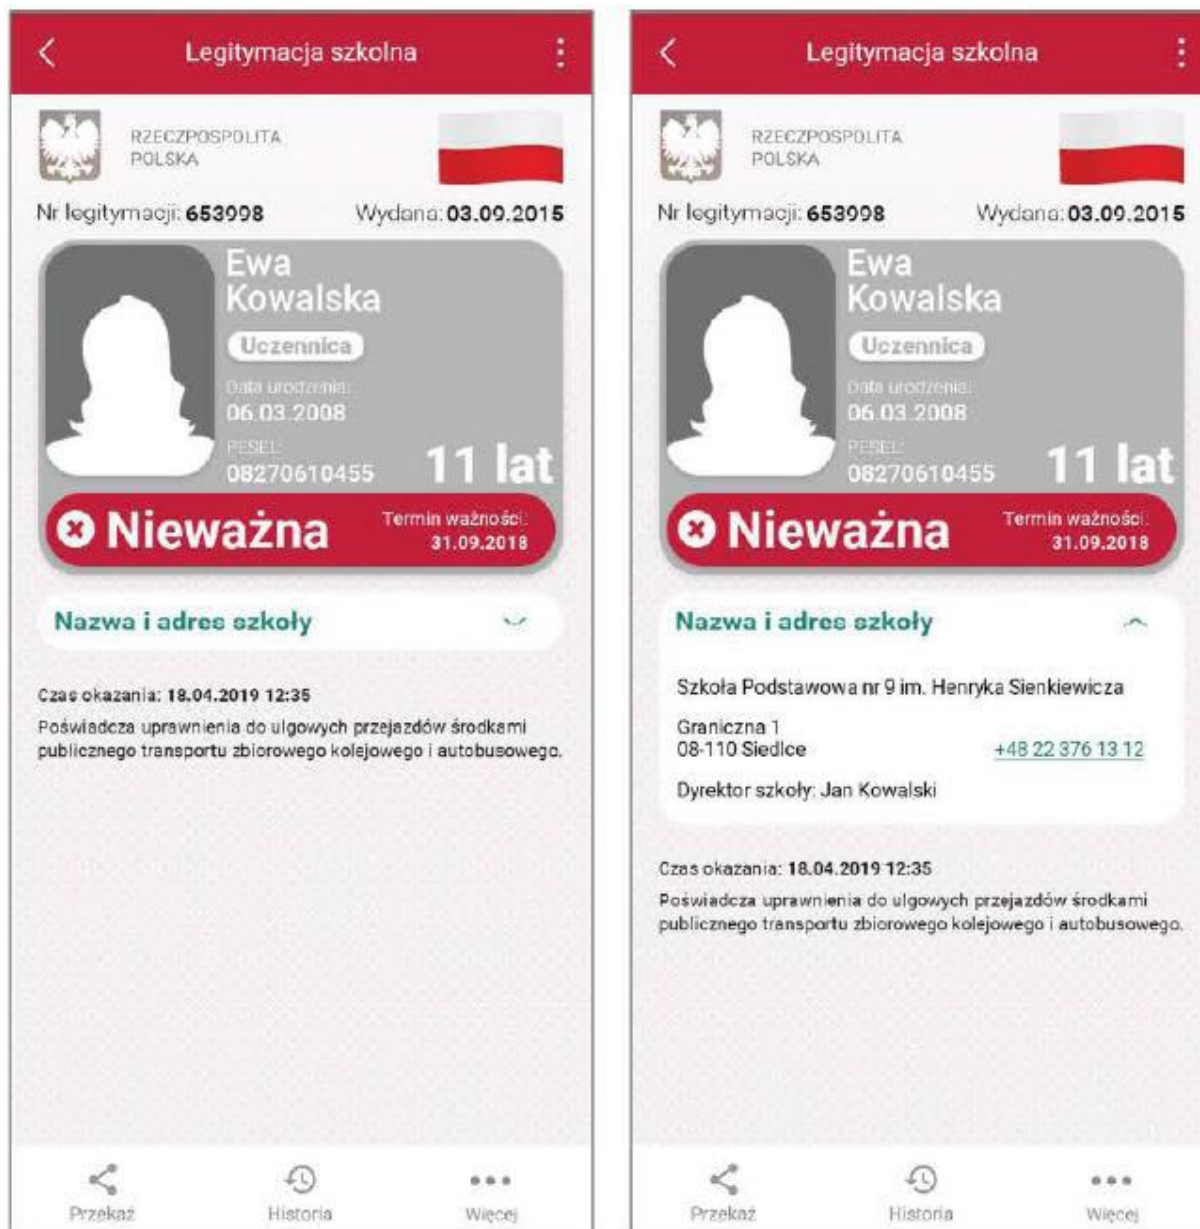 Legitymacja szkolna
RZECZPOSPOLITA
POLSKA
Nr legitymacji: 653998 Wydana: 03.09.2015
Ewa
Kowalska
Uczennica
Data urodzenia:
06.03.2008
PESEL:
08270610455
11 lat
Nieważna
Termin ważności:
31.09.2018
Nazwa i adres szkoły
Czas okazania: 18.04.2019 12:35
Poświadcza uprawnienia do ulgowych przejazdów środkami
publicznego transportu zbiorowego kolejowego i autobusowego.
Przekaż Historia Więcej
Legitymacja szkolna
RZECZPOSPOLITA
POLSKA
Nr legitymacji: 653998 Wydana: 03.09.2015
Ewa
Kowalska
Uczennica
Data urodzenia:
06.03.2008
PESEL:
08270610455
11 lat
Nieważna
Termin ważności:
31.09.2018
Nazwa i adres szkoły
Szkoła Podstawowa nr 9 im. Henryka Sienkiewicza
Graniczna 1
08-110 Siedlce +48 22 376 13 12
Dyrektor szkoły: Jan Kowalski
Czas okazania: 18.04.2019 12:35
Poświadcza uprawnienia do ulgowych przejazdów środkami
publicznego transportu zbiorowego kolejowego i autobusowego.
Przekaż Historia Więcej